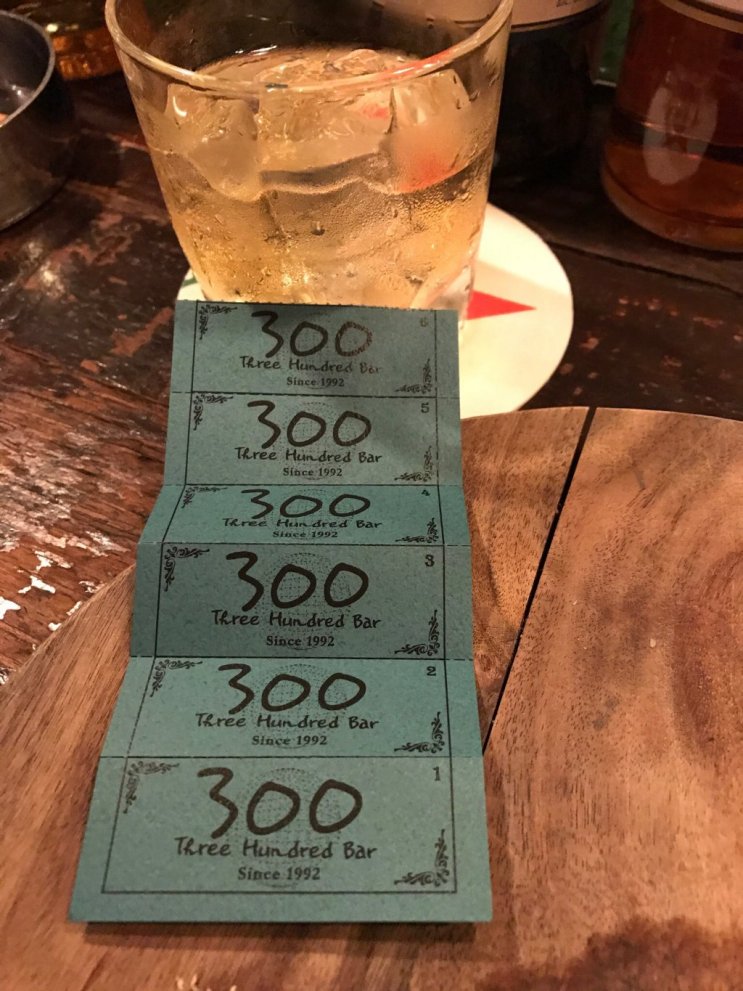 300 6
Three Hundred Bar
Since 1992
300 5
Three Hundred Bar
Since 1992
300 4
Three Hundred Bar
Since 1992
300 3
Three Hundred Bar
Since 1992
300 2
Three Hundred Bar
Since 1992
300 1
Three Hundred Bar
Since 1992